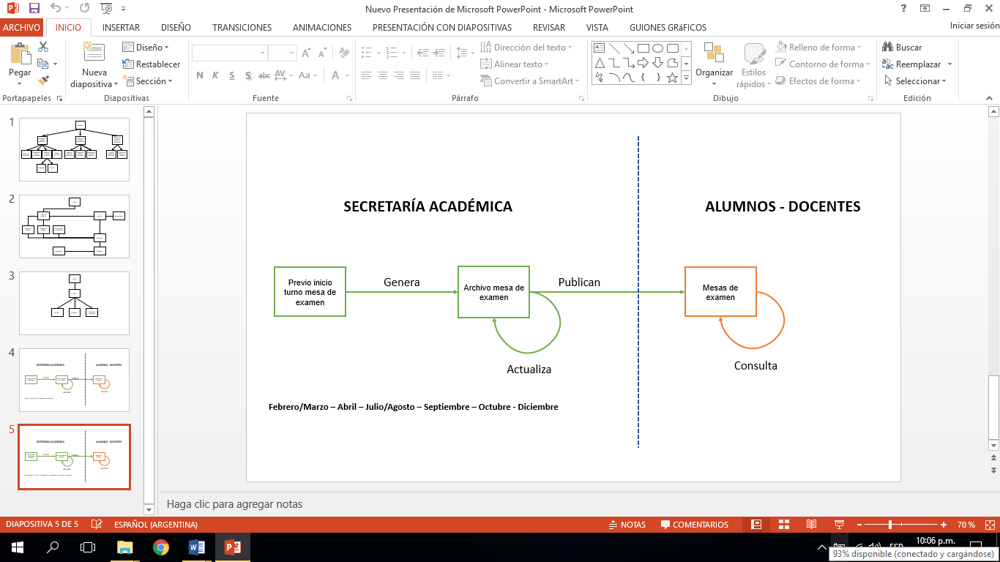 Nuevo Presentación de Microsoft PowerPoint - Microsoft PowerPoint
ARCHIVO INICIO INSERTAR DISEÑO TRANSICIONES ANIMACIONES PRESENTACIÓN CON DIAPOSITIVAS REVISAR VISTA GUIONES GRáFICOS Iniciar sesión
Pegar
Portapapeles
Nueva
diapositiva
Diseño
Restablecer
Sección
Diapositivas
N K S S abc AV Aa A
Fuente
Dirección del texto
Alinear texto
Convertir a SmartArt
Párrafo
Organizar
Estilos
rápidos
Relleno de forma
Contorno de forma
Efectos de forma
Dibujo
Buscar
Reemplazar
Seleccionar
Edición
1
2
3
4
5
SECRETARÍA ACADÉMICA
ALUMNOS - DOCENTES
Previo inicio
turno mesa de
examen
Genera
Archivo mesa de
examen
Publican
Mesas de
examen
Actualiza
Consulta
Febrero/Marzo – Abril – Julio/Agosto – Septiembre – Octubre - Diciembre
Haga clic para agregar notas
DIAPOSITIVA 5 DE 5 ESPAÑOL (ARGENTINA) NOTAS COMENTARIOS 70 %
10:06 p.m.
93% disponible (conectado y cargándose)